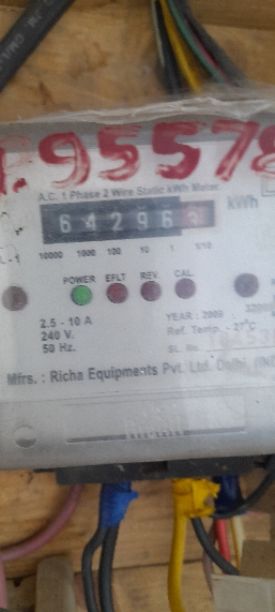 95578
A.C. 1 Phase 2 Wire Static kWh Meter
642963 kWh
10000 1000 100 10 1 1/10
POWER EFLT REV. CAL.
2.5 - 10 A
240 V.
50 Hz.
YEAR : 2009
Ref. Temp. - 27°C
SL. No.
Mfrs. : Richa Equipments Pvt. Ltd. Delhi